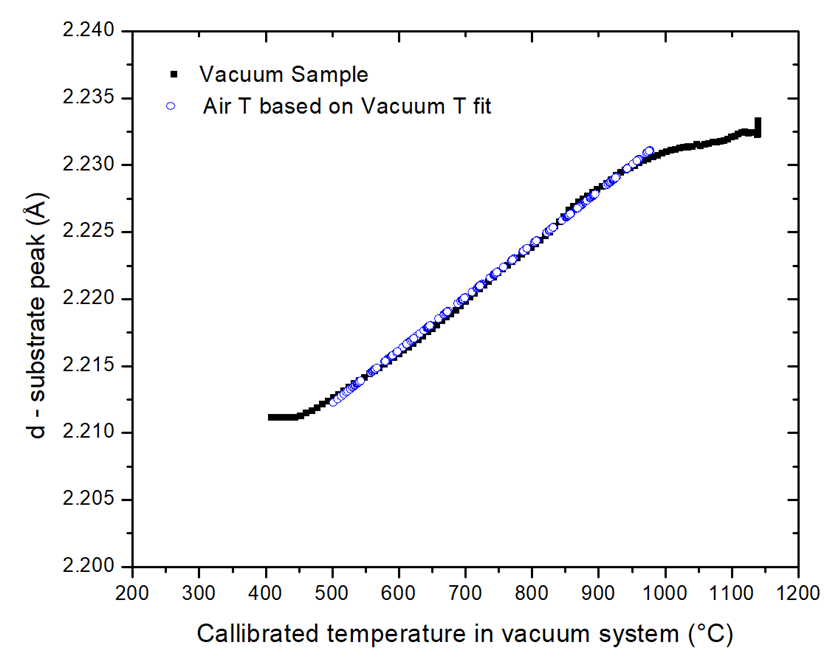 2.240
2.235
2.230
2.225
2.220
2.215
2.210
2.205
2.200
d - substrate peak (Å)
Vacuum Sample
Air T based on Vacuum T fit
200 300 400 500 600 700 800 900 1000 1100 1200
Callibrated temperature in vacuum system (°C)